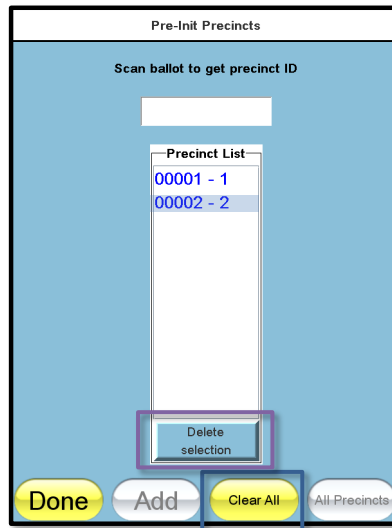 Pre-Init Precincts
Scan ballot to get precinct ID
Precinct List
00001 - 1
00002 - 2
Delete
selection
Done Add Clear All All Precincts